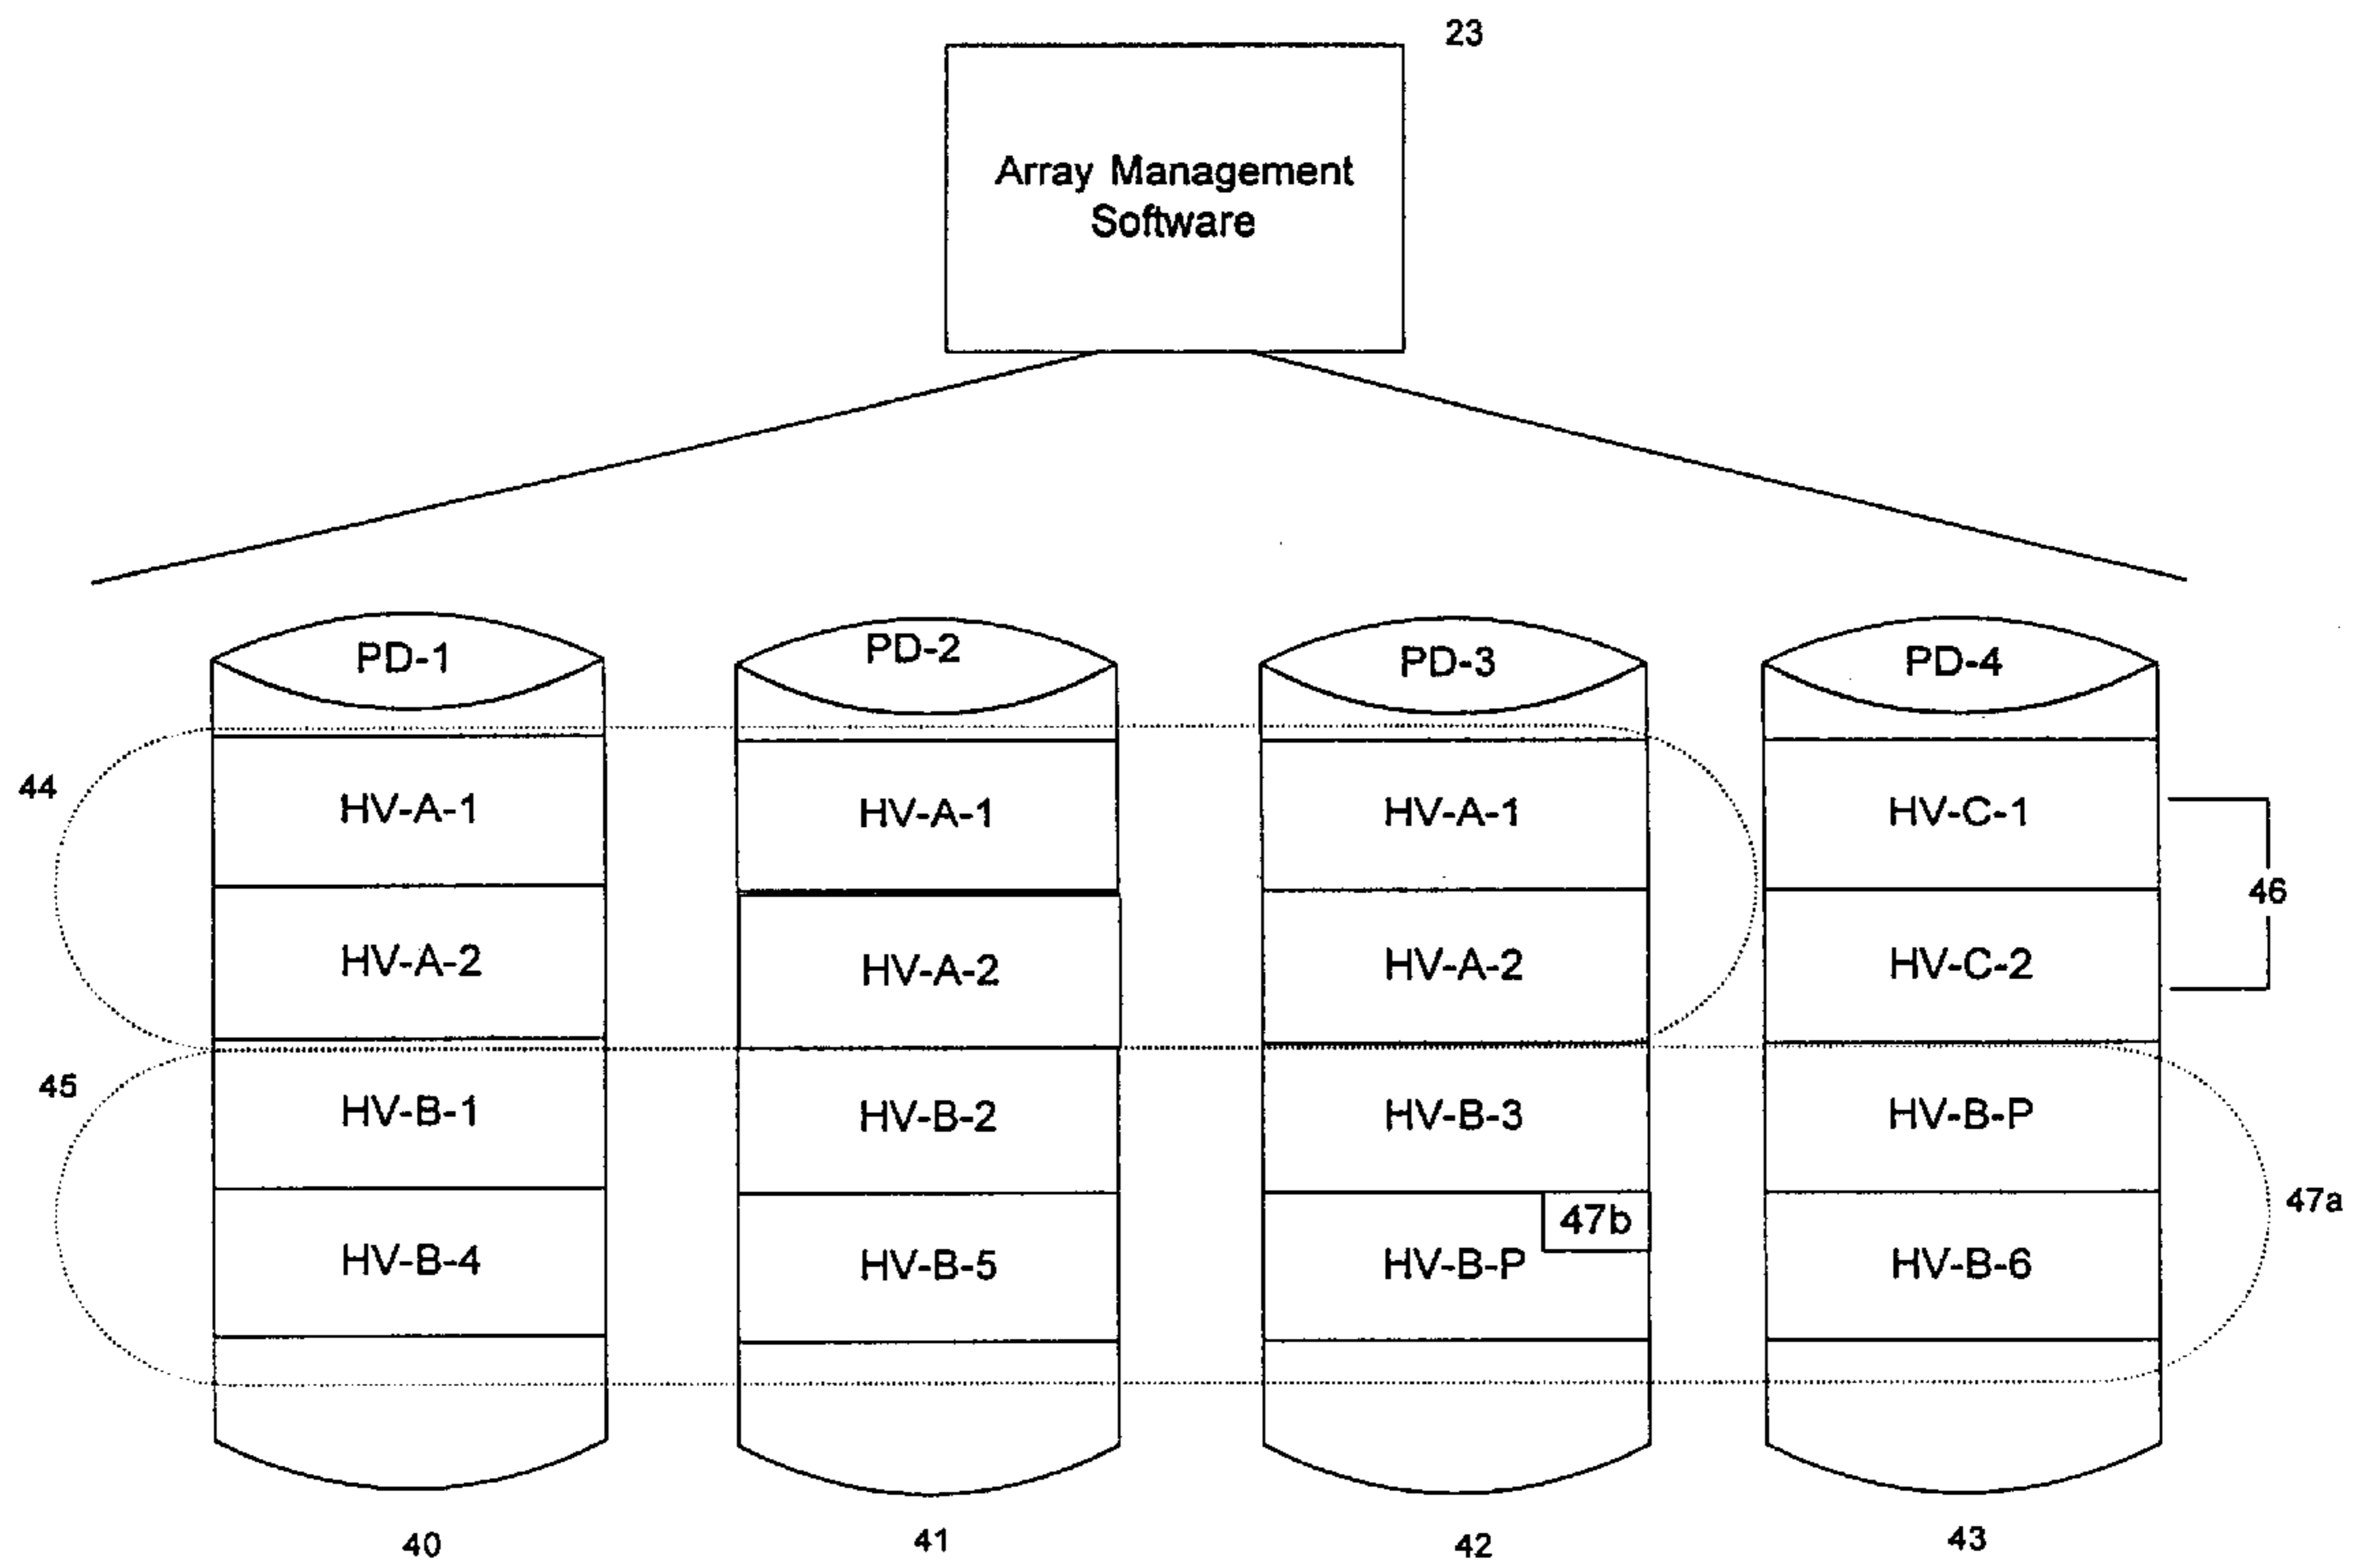 23
Array Management
Software
PD-1
PD-2
PD-3
PD-4
44
HV-A-1
HV-A-1
HV-A-1
HV-C-1
46
HV-A-2
HV-A-2
HV-A-2
HV-C-2
45
HV-B-1
HV-B-2
HV-B-3
HV-B-P
47a
47b
HV-B-4
HV-B-5
HV-B-P
HV-B-6
40
41
42
43